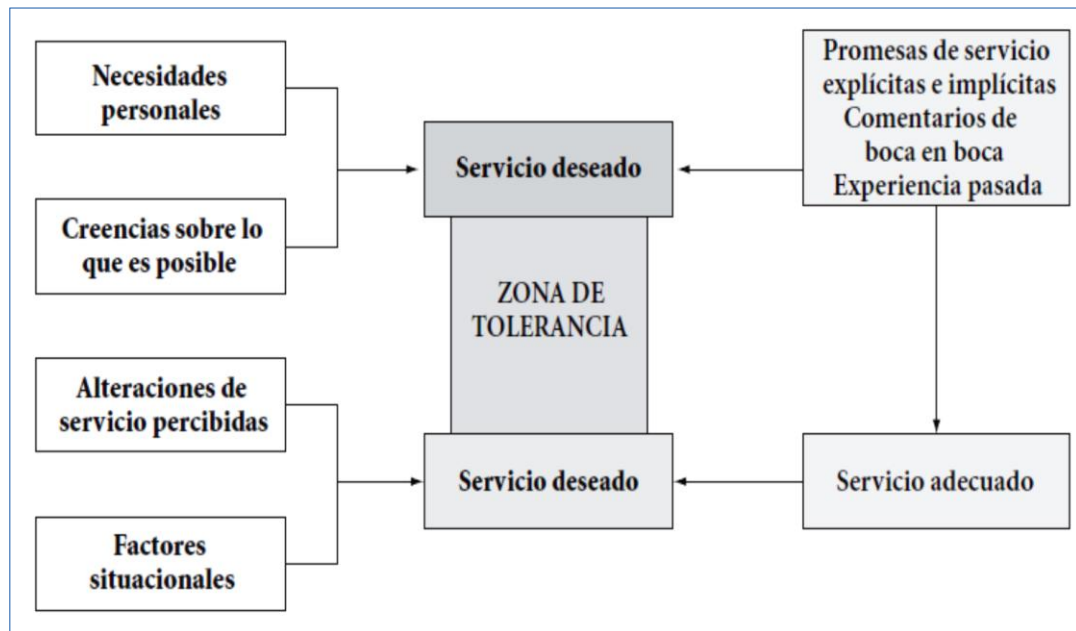 Necesidades
personales
Creencias sobre lo
que es posible
Alteraciones de
servicio percibidas
Factores
situacionales
Servicio deseado
ZONA DE
TOLERANCIA
Servicio deseado
Promesas de servicio
explícitas e implícitas
Comentarios de
boca en boca
Experiencia pasada
Servicio adecuado